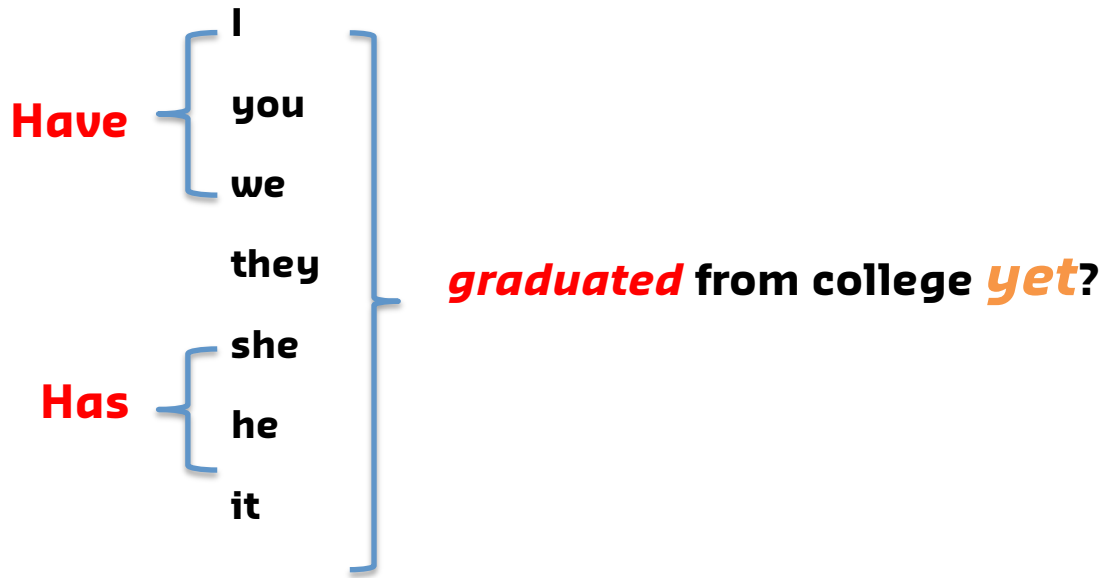 I
you
Have
we
they
graduated from college yet?
she
Has
he
it